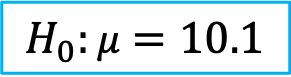 H₀: μ = 10.1